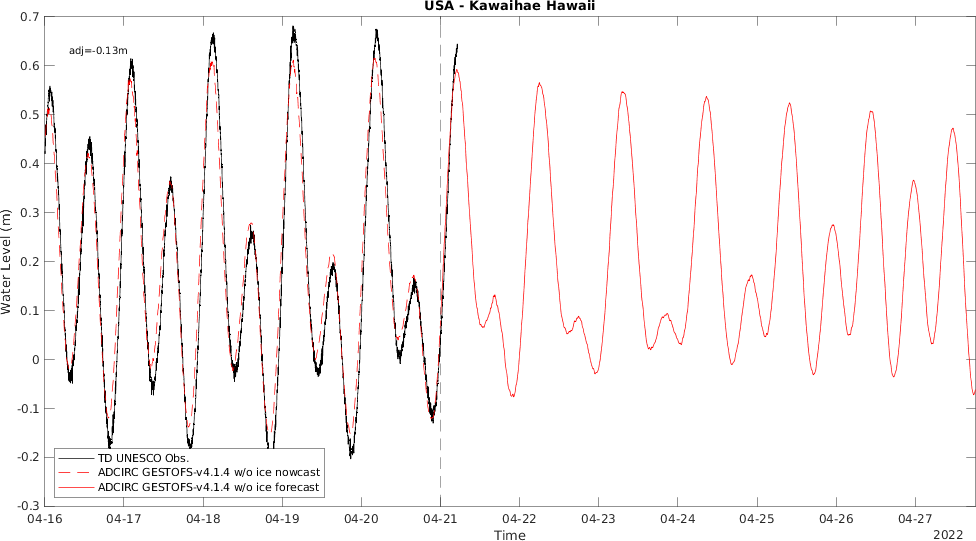 USA - Kawaihae Hawaii
0.7
adj=-0.13m
0.6
0.5
0.4
0.3
0.2
0.1
0
-0.1
-0.2
-0.3
Water Level (m)
TD UNESCO Obs.
ADCIRC GESTOFS-v4.1.4 w/o ice nowcast
ADCIRC GESTOFS-v4.1.4 w/o ice forecast
04-16 04-17 04-18 04-19 04-20 04-21 04-22 04-23 04-24 04-25 04-26 04-27
Time
2022